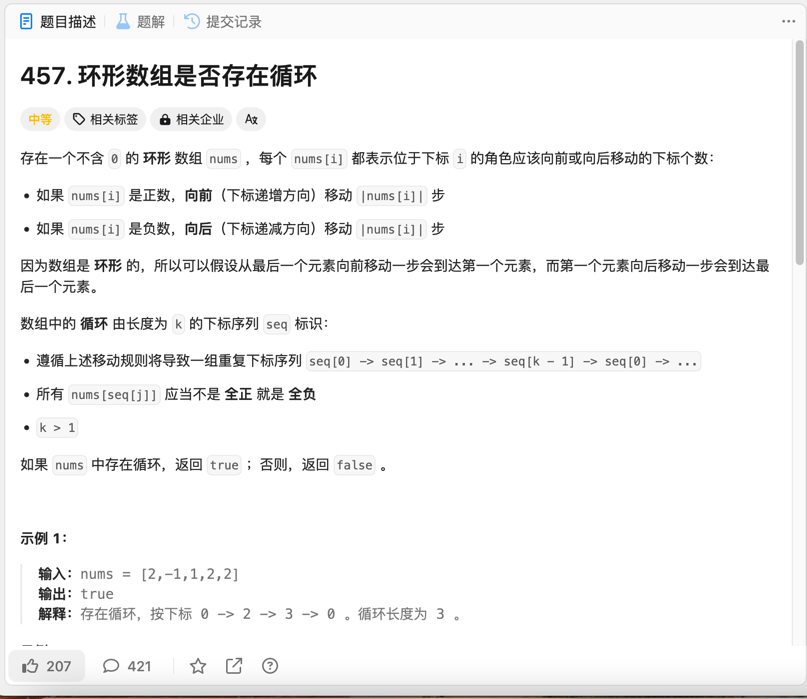 题目描述 题解 提交记录 ...
457. 环形数组是否存在循环
中等 相关标签 相关企业 Aあ
存在一个不含 0 的 环形 数组 nums ，每个 nums[i] 都表示位于下标 i 的角色应该向前或向后移动的下标个数：
• 如果 nums[i] 是正数，向前（下标递增方向）移动 |nums[i]| 步
• 如果 nums[i] 是负数，向后（下标递减方向）移动 |nums[i]| 步
因为数组是 环形 的，所以可以假设从最后一个元素向前移动一步会到达第一个元素，而第一个元素向后移动一步会到达最
后一个元素。
数组中的 循环 由长度为 k 的下标序列 seq 标识：
• 遵循上述移动规则将导致一组重复下标序列 seq[0] -> seq[1] -> ... -> seq[k - 1] -> seq[0] -> ...
• 所有 nums[seq[j]] 应当不是 全正 就是 全负
• k > 1
如果 nums 中存在循环，返回 true ；否则，返回 false 。
示例 1：
输入：nums = [2,-1,1,2,2]
输出：true
解释：存在循环，按下标 0 -> 2 -> 3 -> 0 。循环长度为 3 。
207 421